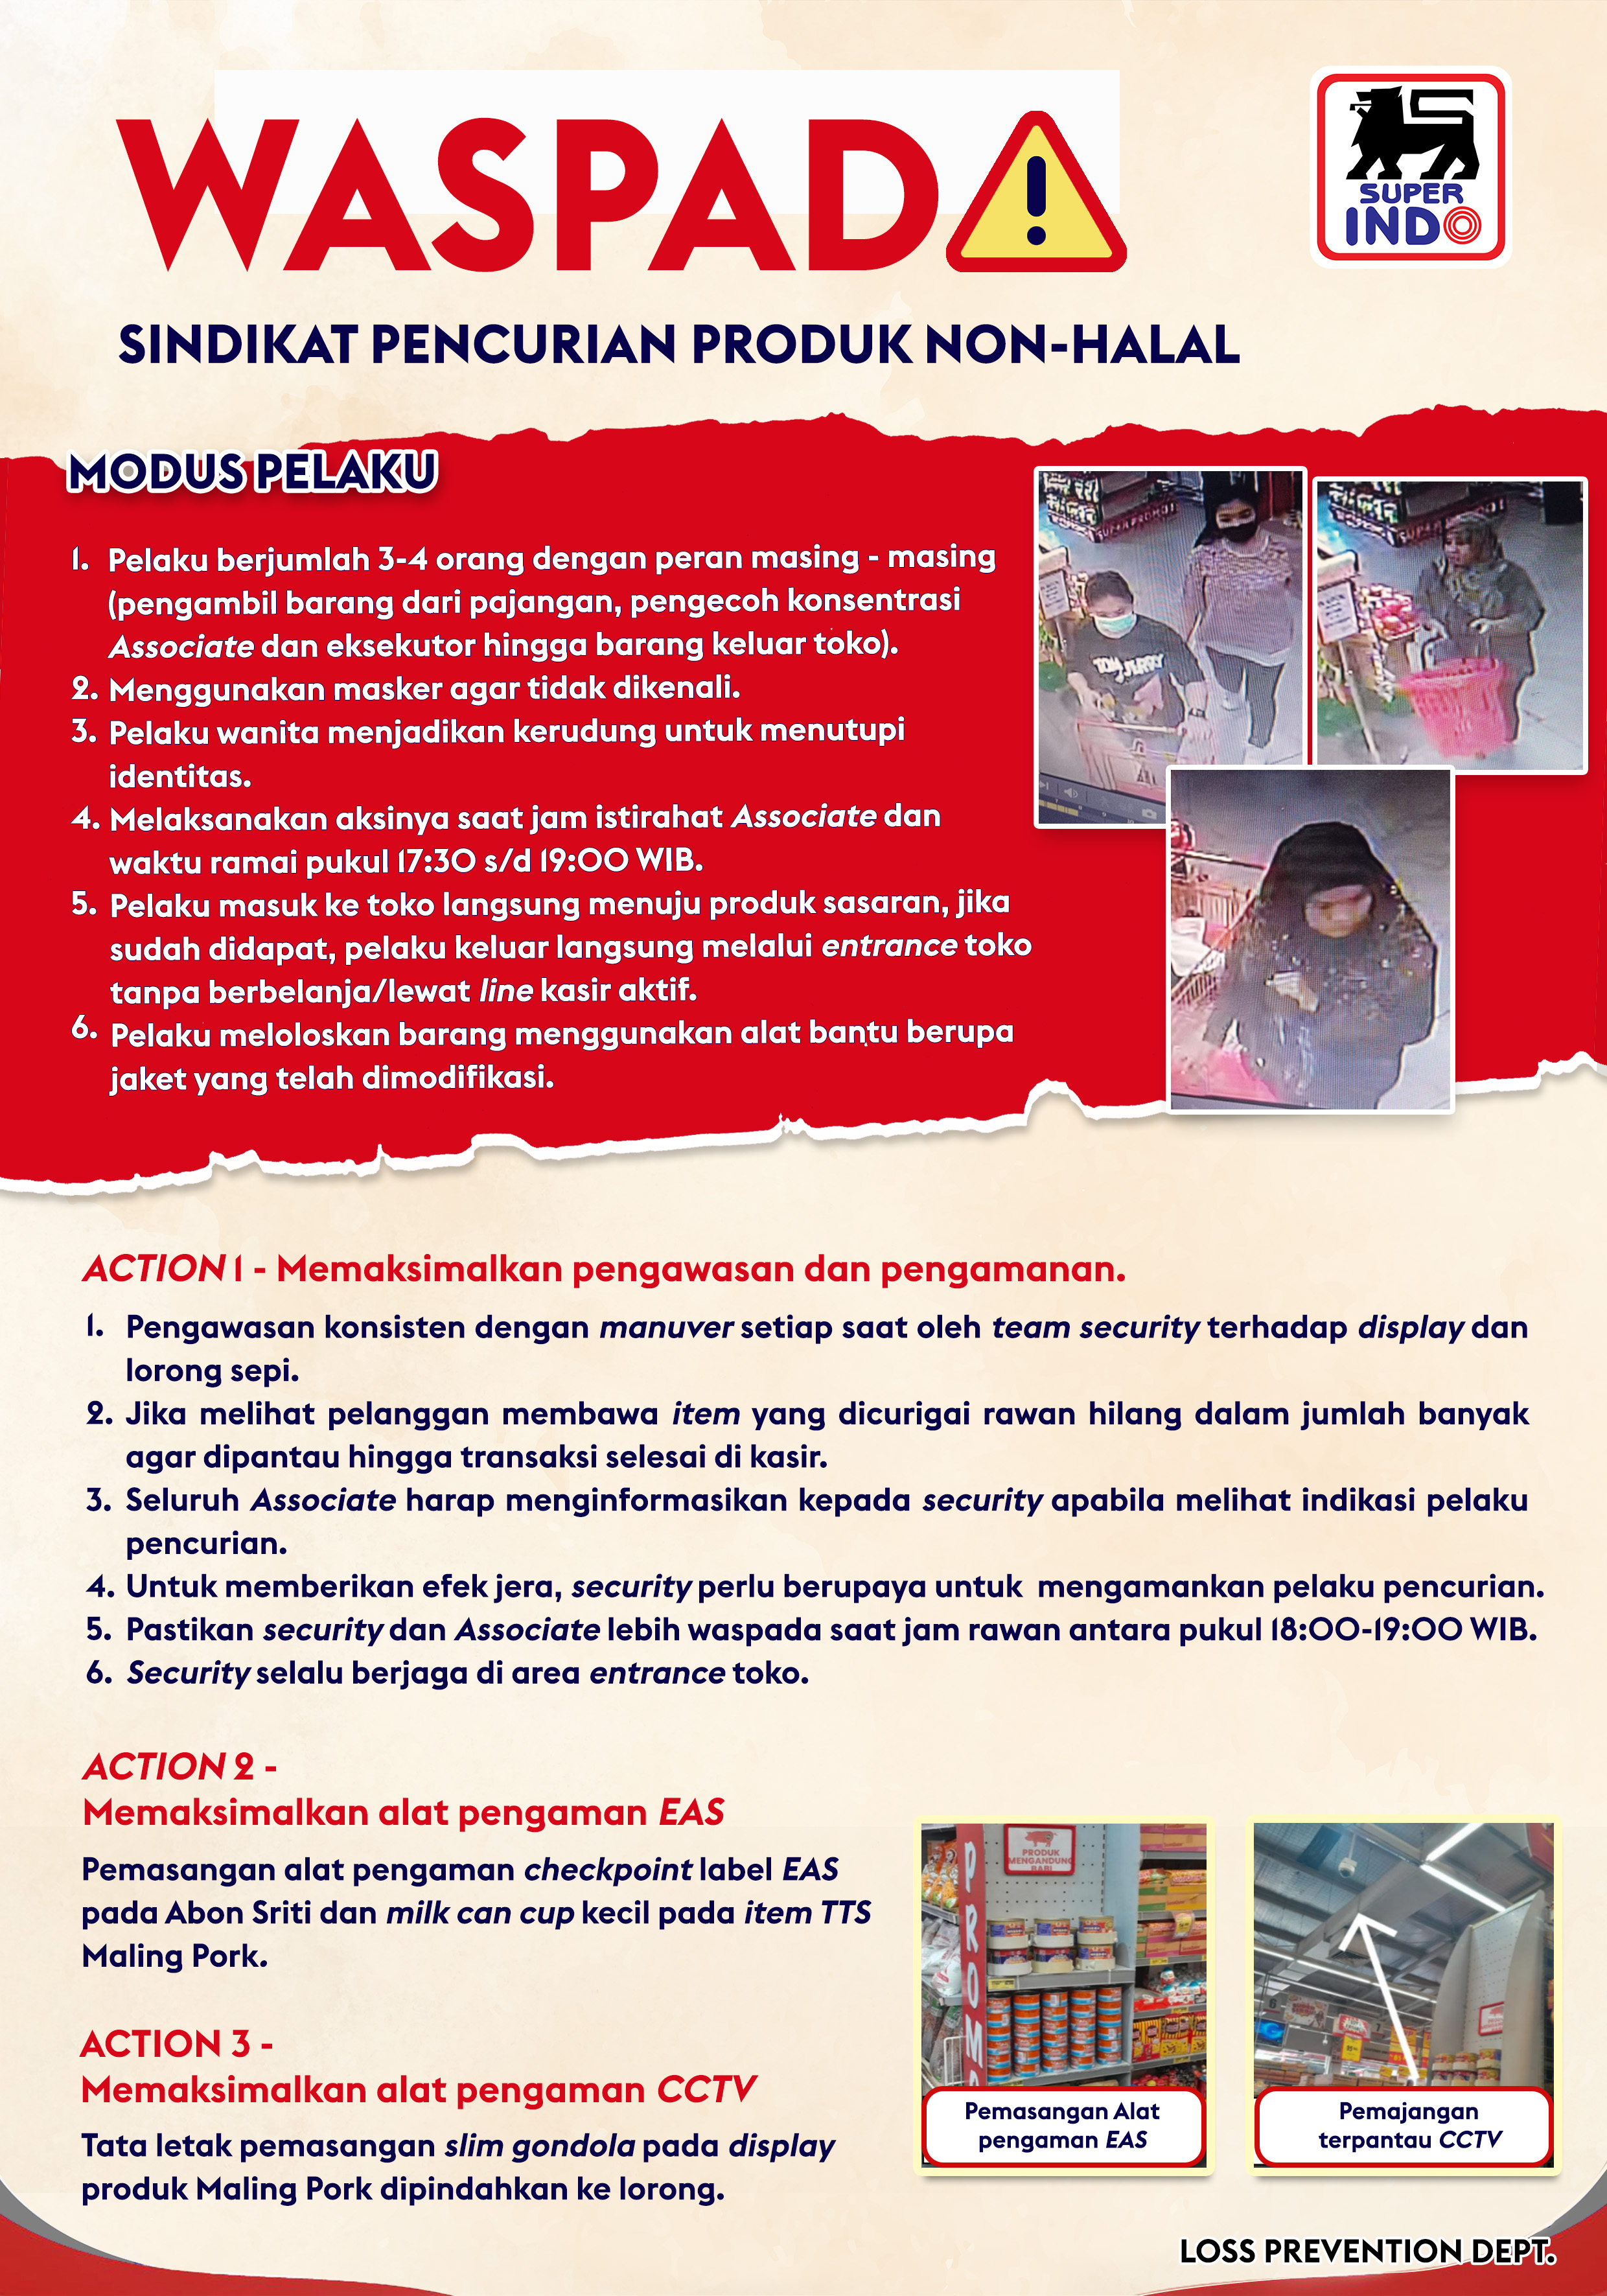 WASPADA
SUPER
INDO
SINDIKAT PENCURIAN PRODUK NON-HALAL
MODUS PELAKU
1. Pelaku berjumlah 3-4 orang dengan peran masing - masing
(pengambil barang dari pajangan, pengecoh konsentrasi
Associate dan eksekutor hingga barang keluar toko).
2. Menggunakan masker agar tidak dikenali.
3. Pelaku wanita menjadikan kerudung untuk menutupi
identitas.
4. Melaksanakan aksinya saat jam istirahat Associate dan
waktu ramai pukul 17:30 s/d 19:00 WIB.
5. Pelaku masuk ke toko langsung menuju produk sasaran, jika
sudah didapat, pelaku keluar langsung melalui entrance toko
tanpa berbelanja/lewat line kasir aktif.
6. Pelaku meloloskan barang menggunakan alat bantu berupa
jaket yang telah dimodifikasi.
TOM JERRY
ACTION 1 - Memaksimalkan pengawasan dan pengamanan.
1. Pengawasan konsisten dengan manuver setiap saat oleh team security terhadap display dan
lorong sepi.
2. Jika melihat pelanggan membawa item yang dicurigai rawan hilang dalam jumlah banyak
agar dipantau hingga transaksi selesai di kasir.
3. Seluruh Associate harap menginformasikan kepada security apabila melihat indikasi pelaku
pencurian.
4. Untuk memberikan efek jera, security perlu berupaya untuk mengamankan pelaku pencurian.
5. Pastikan security dan Associate lebih waspada saat jam rawan antara pukul 18:00-19:00 WIB.
6. Security selalu berjaga di area entrance toko.
ACTION 2 -
Memaksimalkan alat pengaman EAS
Pemasangan alat pengaman checkpoint label EAS
pada Abon Sriti dan milk can cup kecil pada item TTS
Maling Pork.
ACTION 3 -
Memaksimalkan alat pengaman CCTV
Tata letak pemasangan slim gondola pada display
produk Maling Pork dipindahkan ke lorong.
PRODUK
MENGANDUNG
BABI
PROMO
Pemasangan Alat
pengaman EAS
Pemajangan
terpantau CCTV
LOSS PREVENTION DEPT.